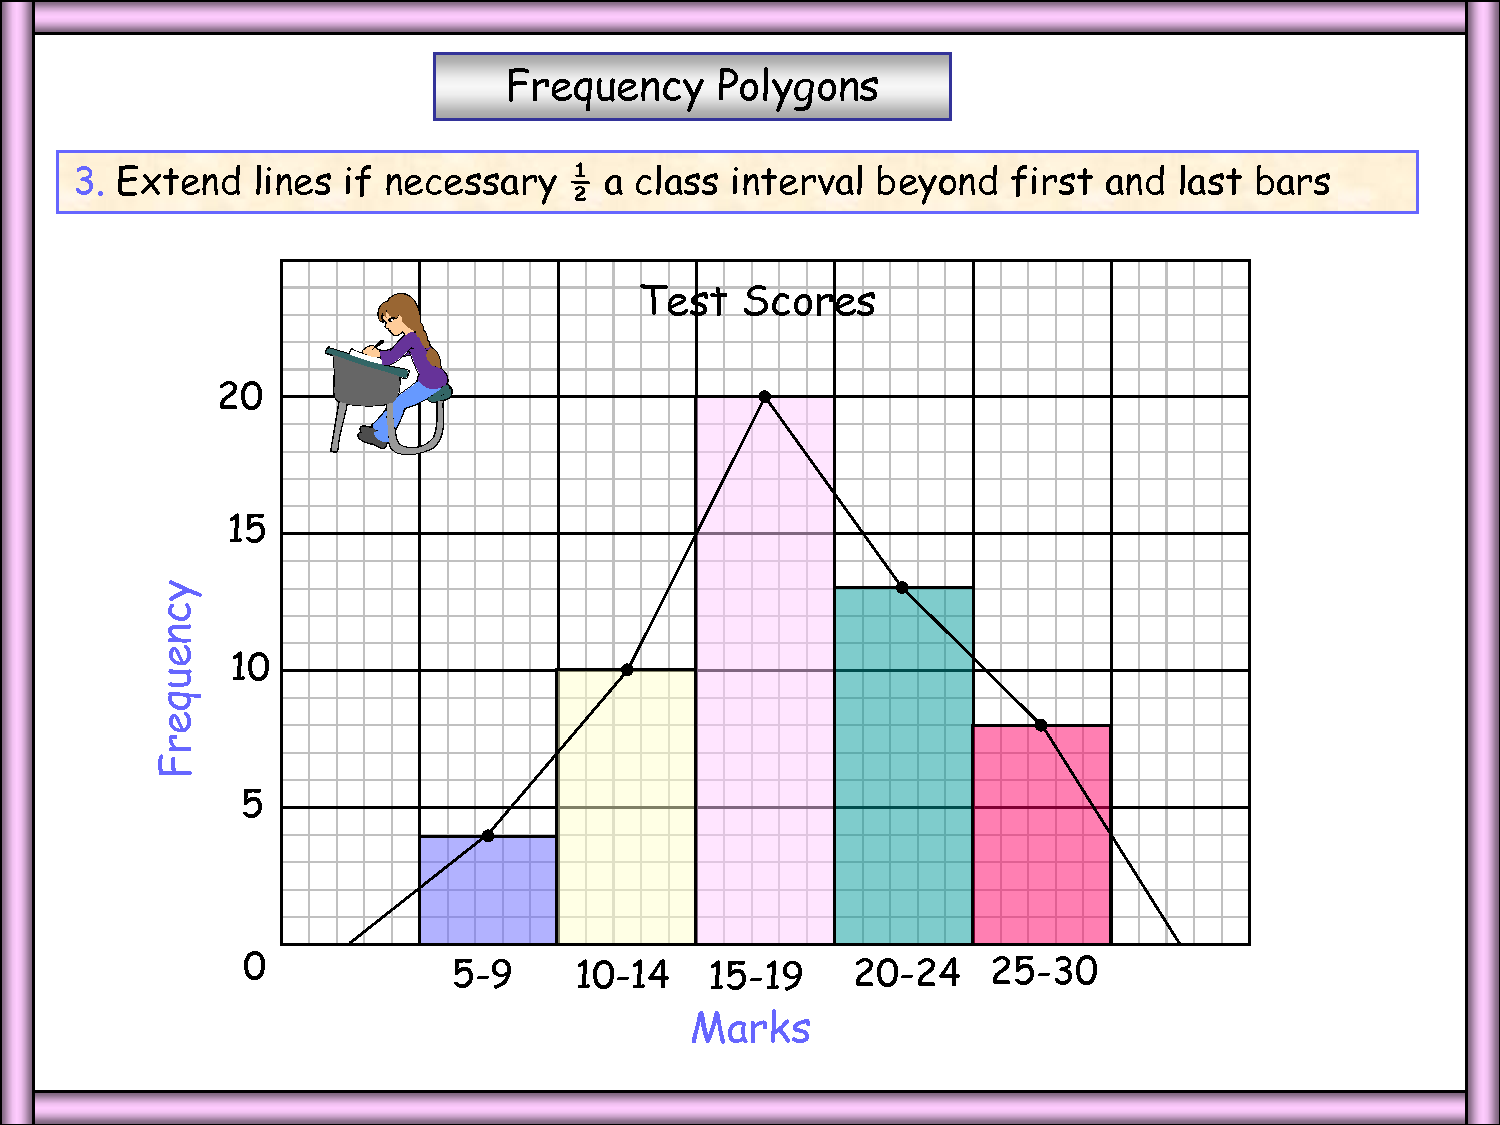 Frequency Polygons
3. Extend lines if necessary ½ a class interval beyond first and last bars
Test Scores
20
15
10
5
0
Frequency
5-9 10-14 15-19 20-24 25-30
Marks